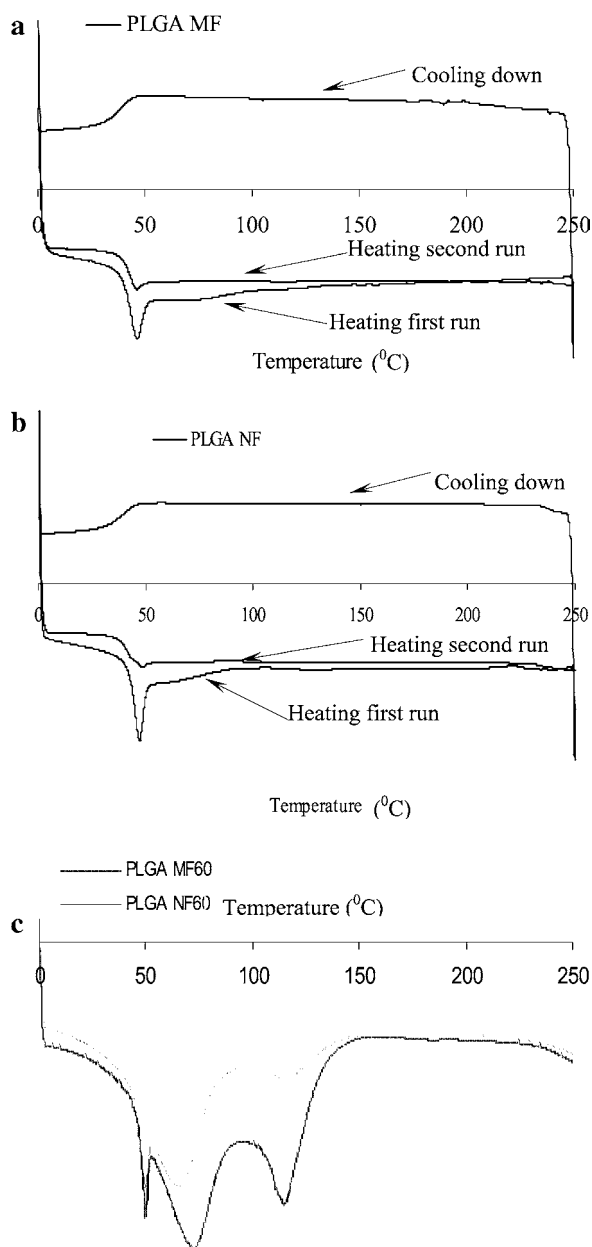 a
PLGA MF
Cooling down
0 50 100 150 200 250
Heating second run
Heating first run
Temperature (⁰C)
b
PLGA NF
Cooling down
0 50 100 150 200 250
Heating second run
Heating first run
Temperature (⁰C)
PLGA MF60
PLGA NF60
Temperature (⁰C)
c
0 50 100 150 200 250